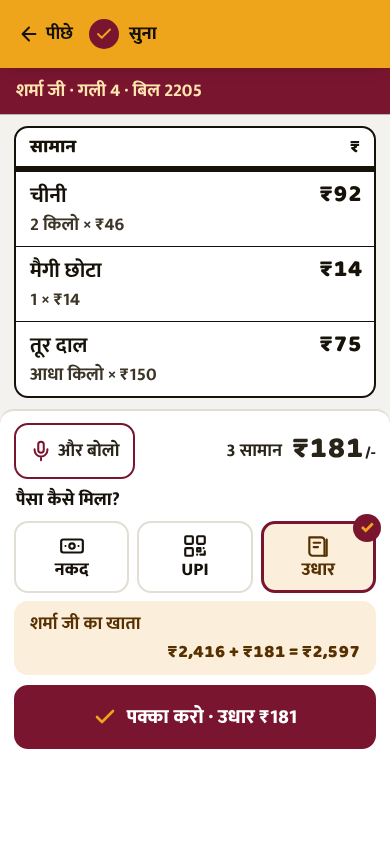 पीछे सुना
शर्मा जी · गली 4 · बिल 2205
सामान ₹
चीनी ₹92
2 किलो × ₹46
मैगी छोटा ₹14
1 × ₹14
तूर दाल ₹75
आधा किलो × ₹150
और बोलो 3 सामान ₹181/-
पैसा कैसे मिला?
नकद UPI उधार
शर्मा जी का खाता
₹2,416 + ₹181 = ₹2,597
पक्का करो · उधार ₹181